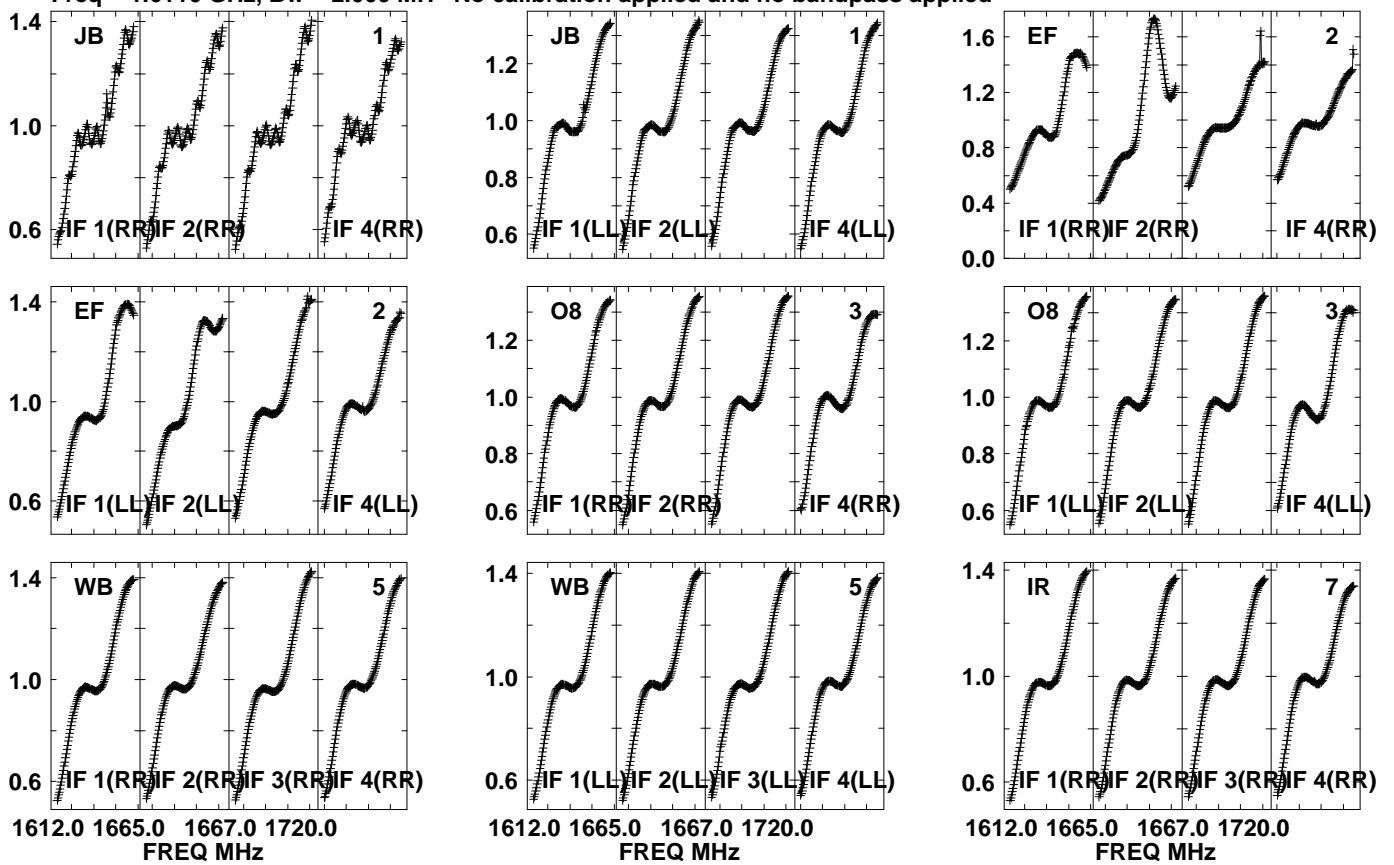 No calibration applied and no bandpass applied
JB 1
1.4
1.0
0.6
IF 1(RR) IF 2(RR) IF 4(RR)
JB 1
1.2
1.0
0.8
0.6
IF 1(LL) IF 2(LL) IF 4(LL)
EF 2
1.6
1.2
0.8
0.4
0.0
IF 1(RR) IF 2(RR) IF 4(RR)
EF 2
1.4
1.0
0.6
IF 1(LL) IF 2(LL) IF 4(LL)
O8 3
1.2
1.0
0.8
0.6
IF 1(RR) IF 2(RR) IF 4(RR)
O8 3
1.2
1.0
0.8
0.6
IF 1(LL) IF 2(LL) IF 4(LL)
WB 5
1.4
1.0
0.6
IF 1(RR) IF 2(RR) IF 3(RR) IF 4(RR)
1612.0 1665.0 1667.0 1720.0
FREQ MHz
WB 5
1.4
1.0
0.6
IF 1(LL) IF 2(LL) IF 3(LL) IF 4(LL)
1612.0 1665.0 1667.0 1720.0
FREQ MHz
IR 7
1.4
1.0
0.6
IF 1(RR) IF 2(RR) IF 3(RR) IF 4(RR)
1612.0 1665.0 1667.0 1720.0
FREQ MHz